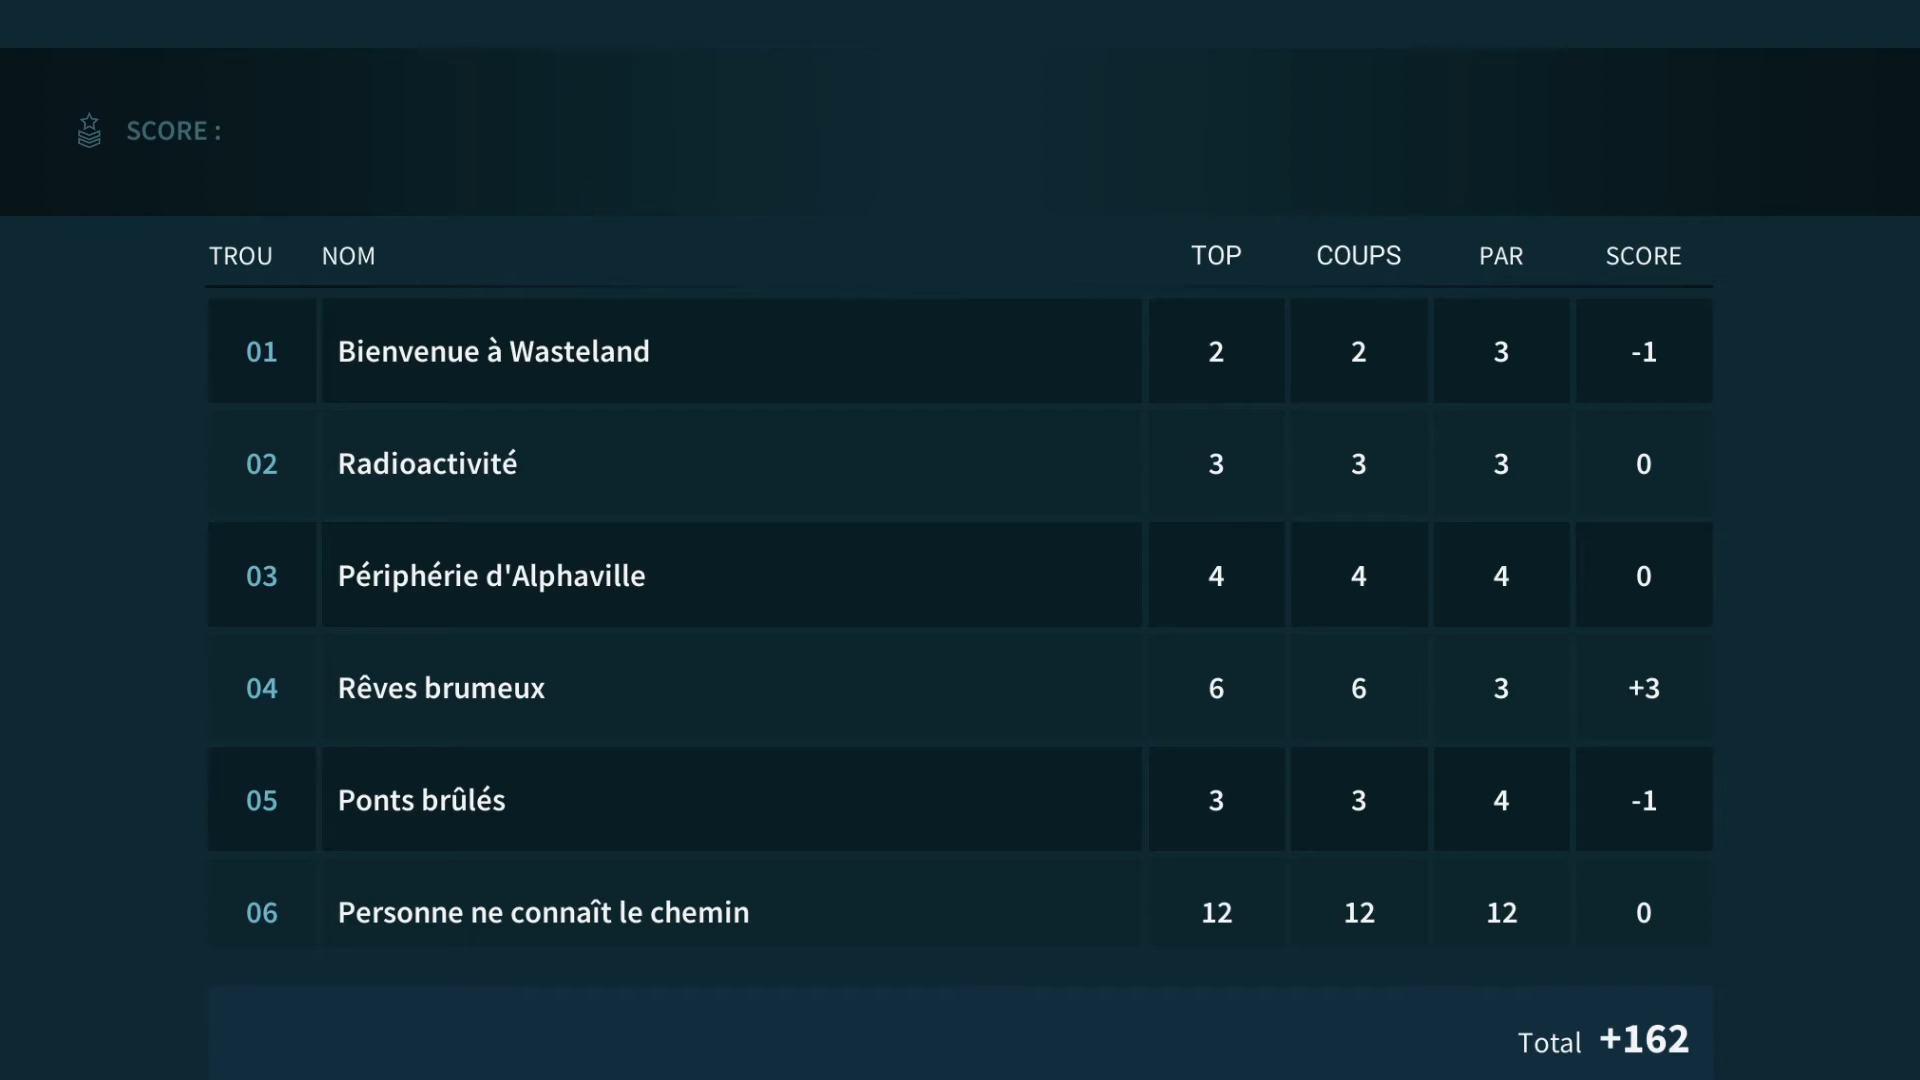 SCORE :
TROU NOM TOP COUPS PAR SCORE
01 Bienvenue à Wasteland 2 2 3 -1
02 Radioactivité 3 3 3 0
03 Périphérie d'Alphaville 4 4 4 0
04 Rêves brumeux 6 6 3 +3
05 Ponts brûlés 3 3 4 -1
06 Personne ne connaît le chemin 12 12 12 0
Total +162